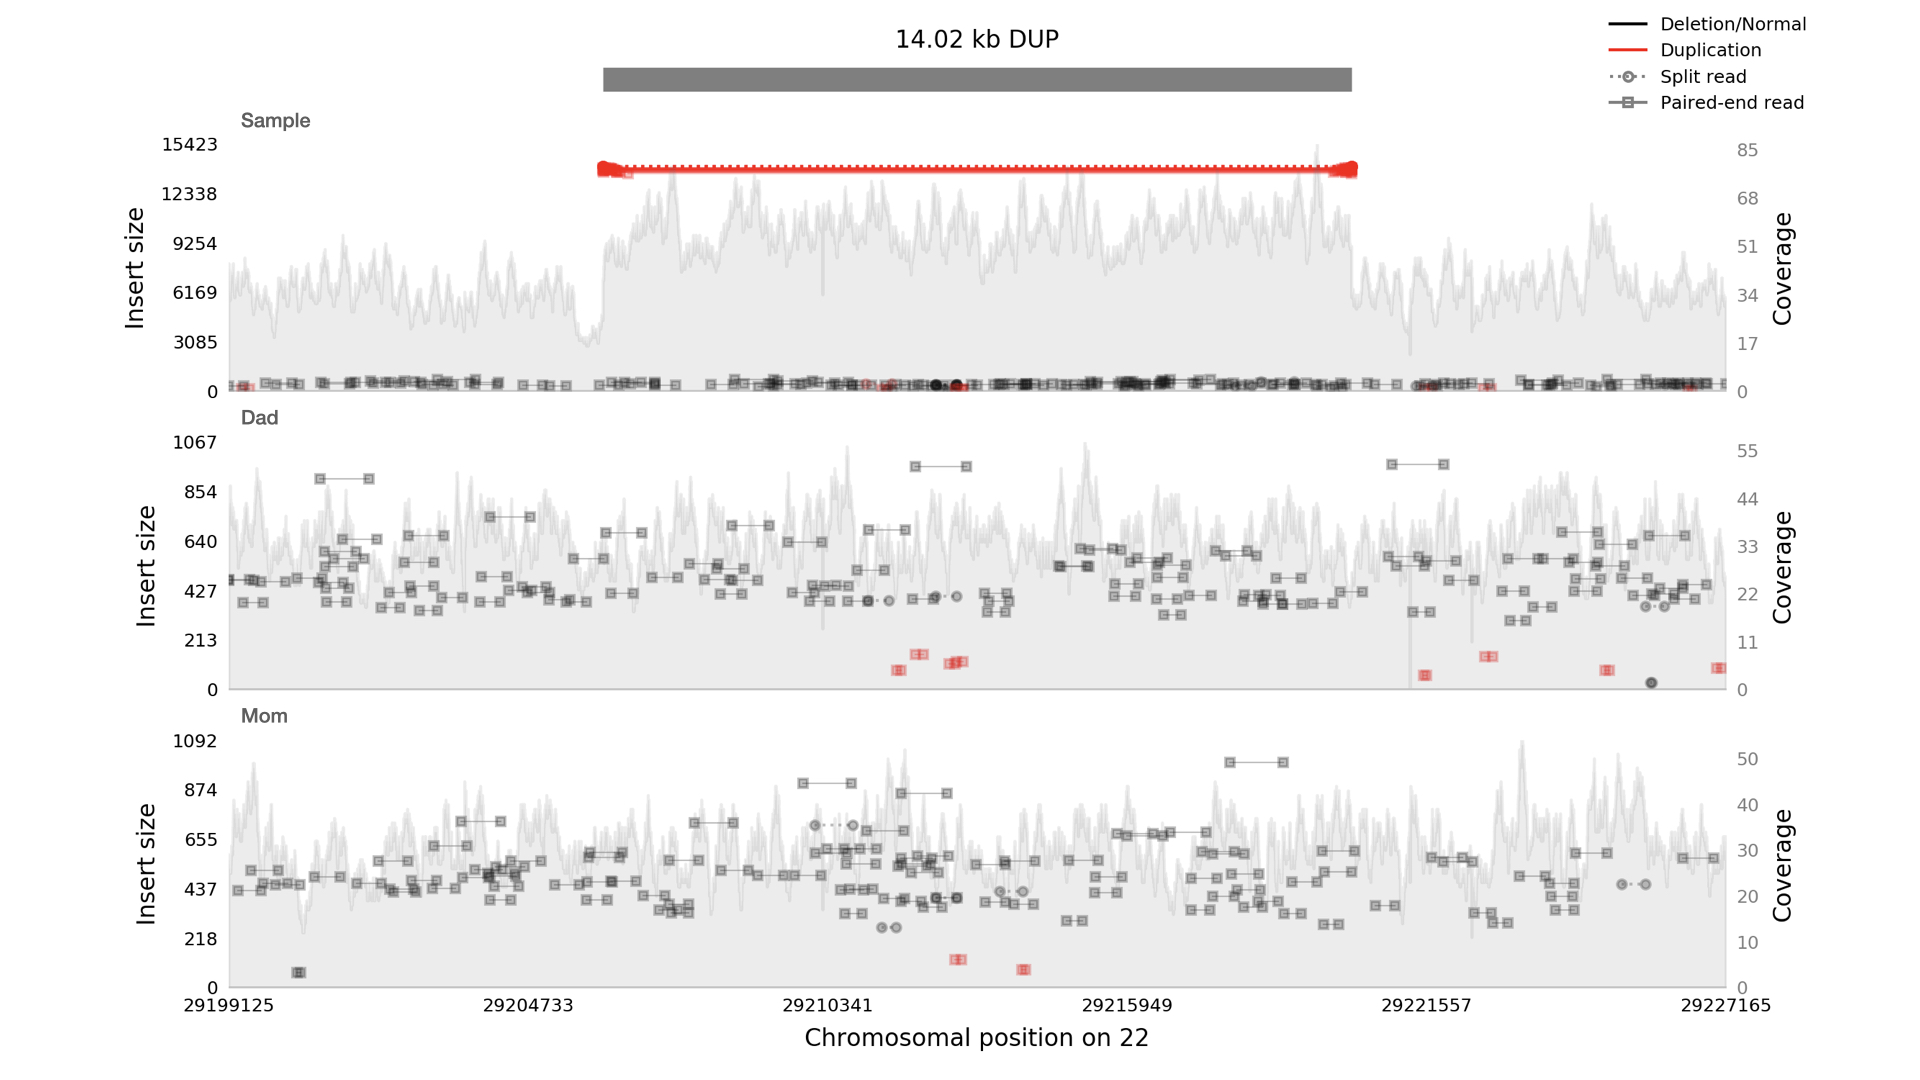 14.02 kb DUP
Deletion/Normal
Duplication
Split read
Paired-end read
Sample
15423
12338
9254
6169
3085
0
Insert size
85
68
51
34
17
0
Coverage
Dad
1067
854
640
427
213
0
Insert size
55
44
33
22
11
0
Coverage
Mom
1092
874
655
437
218
0
Insert size
50
40
30
20
10
0
Coverage
29199125 29204733 29210341 29215949 29221557 29227165
Chromosomal position on 22